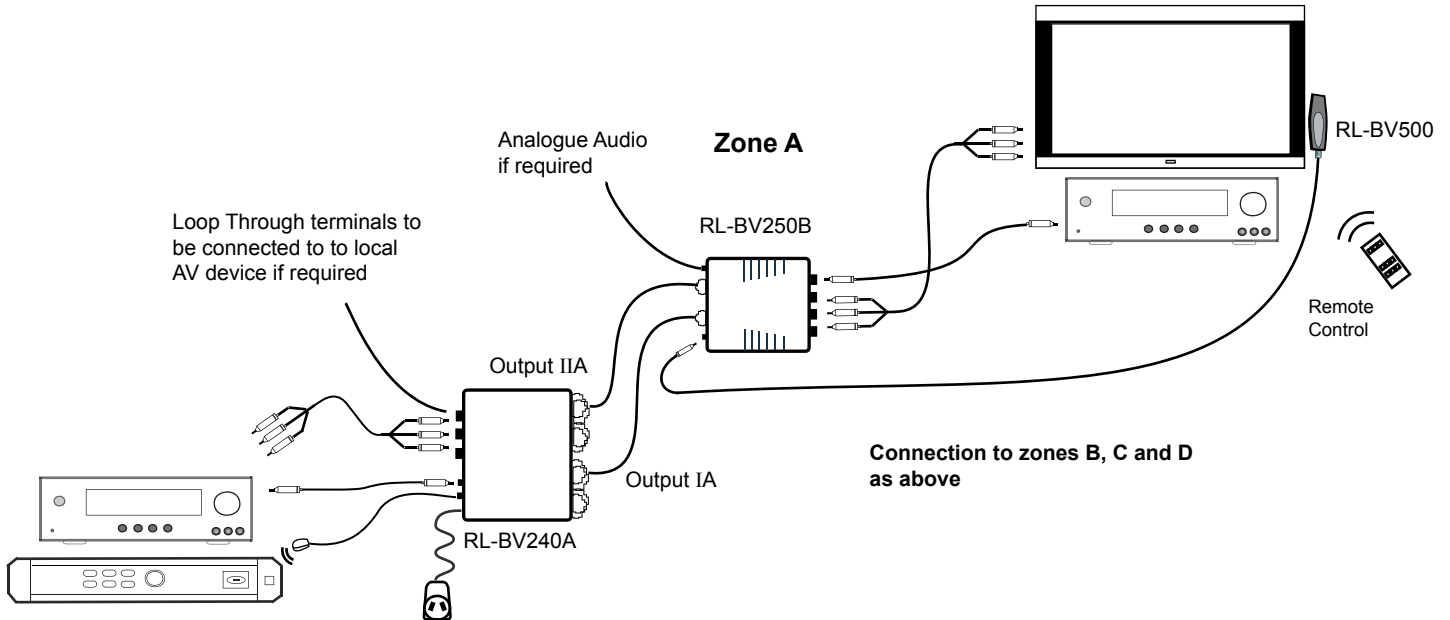 Analogue Audio
if required
Zone A
RL-BV500
Loop Through terminals to
be connected to to local
AV device if required
RL-BV250B
Remote
Control
Output IIA
Connection to zones B, C and D
as above
Output IA
RL-BV240A